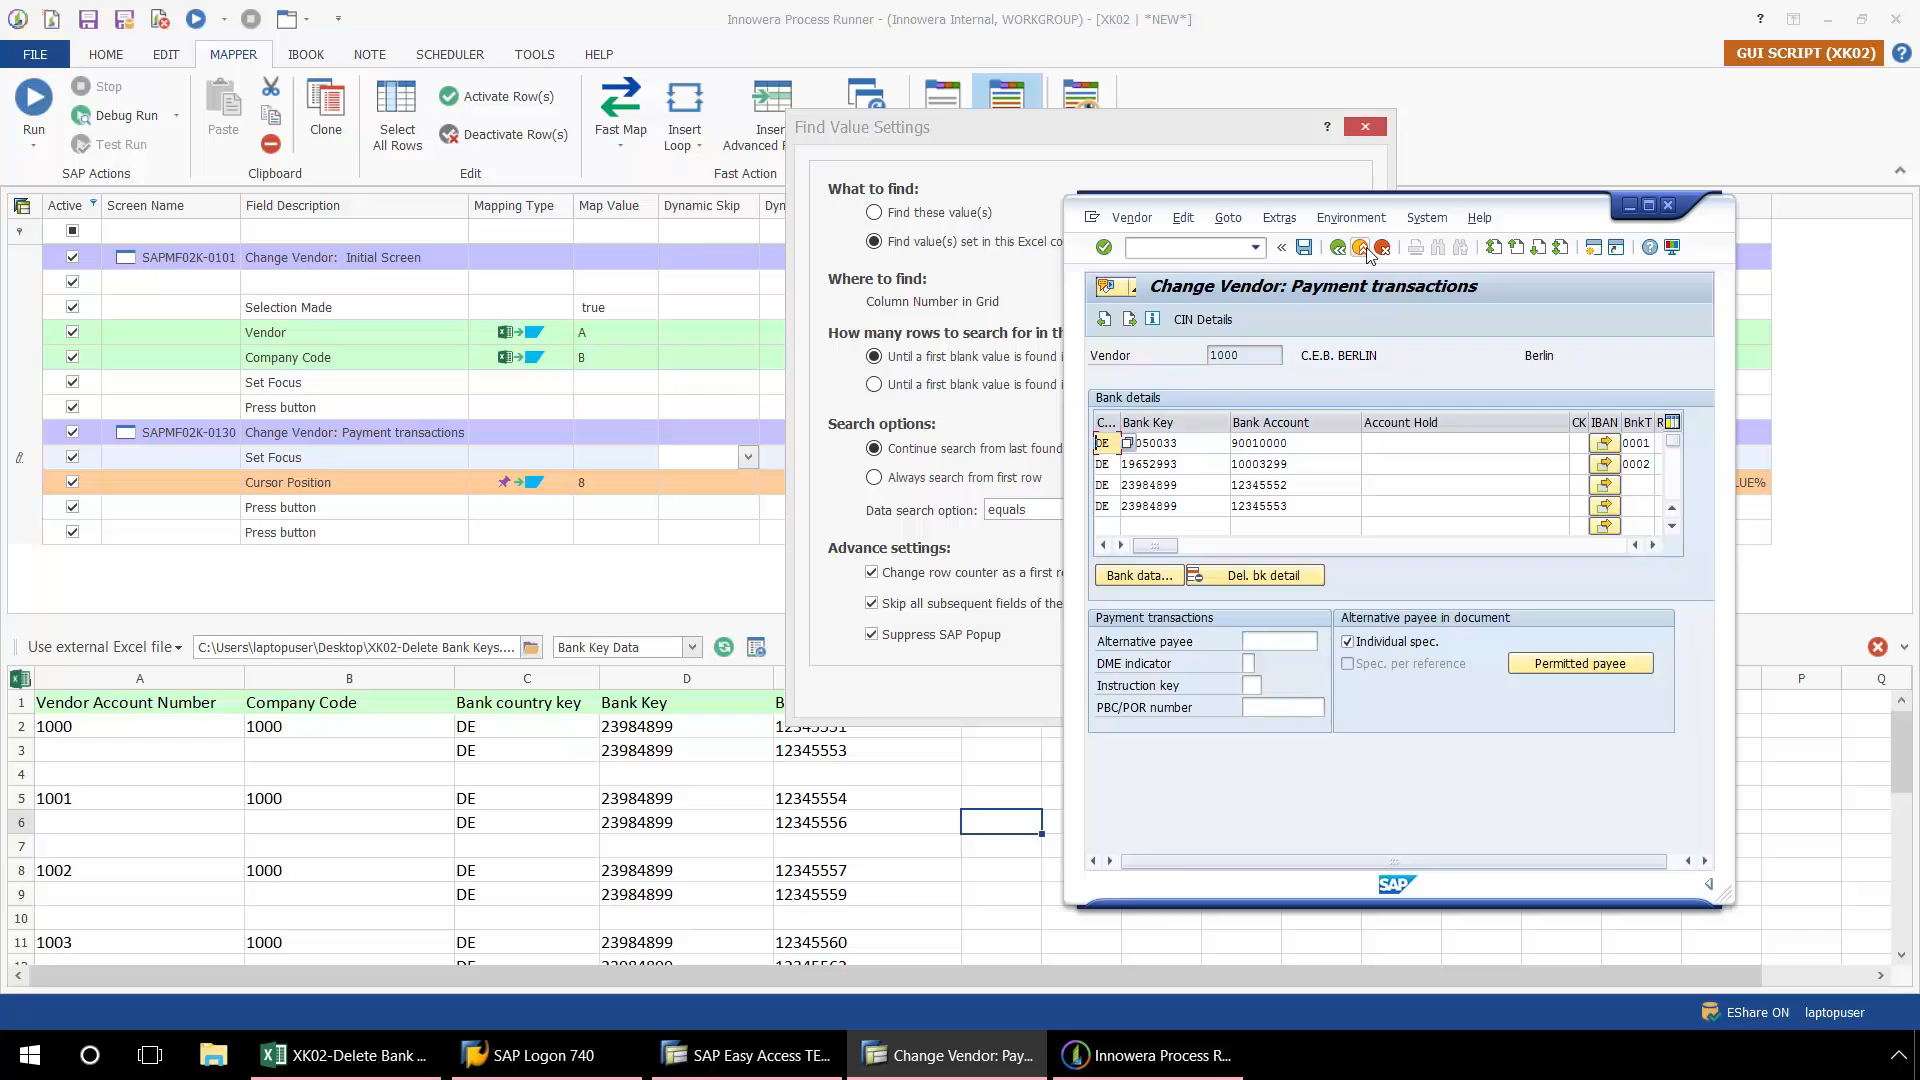 Innowera Process Runner - (Innowera Internal, WORKGROUP) - [XK02 | *NEW*]
FILE HOME EDIT MAPPER IBOOK NOTE SCHEDULER TOOLS HELP
GUI SCRIPT (XK02)
Run
Stop
Debug Run
Test Run
SAP Actions
Paste
Clone
Clipboard
Select All Rows
Activate Row(s)
Deactivate Row(s)
Edit
Fast Map
Insert Loop
Fast Action
Active Screen Name Field Description Mapping Type Map Value Dynamic Skip
SAPMF02K-0101 Change Vendor: Initial Screen
Selection Made true
Vendor A
Company Code B
Set Focus
Press button
SAPMF02K-0130 Change Vendor: Payment transactions
Set Focus
Cursor Position 8
Press button
Press button
Find Value Settings
What to find:
Find these value(s)
Find value(s) set in this Excel
Where to find:
Column Number in Grid
How many rows to search for in
Until a first blank value is found
Until a first blank value is found
Search options:
Continue search from last found
Always search from first row
Data search option: equals
Advance settings:
Change row counter as a first
Skip all subsequent fields of the
Suppress SAP Popup
Vendor Edit Goto Extras Environment System Help
Change Vendor: Payment transactions
CIN Details
Vendor 1000 C.E.B. BERLIN Berlin
Bank details
C... Bank Key Bank Account Account Hold CK IBAN BnkT R
DE 050033 90010000 0001
DE 19652993 10003299 0002
DE 23984899 12345552
DE 23984899 12345553
Bank data... Del. bk detail
Payment transactions
Alternative payee
DME indicator
Instruction key
PBC/POR number
Alternative payee in document
Individual spec.
Spec. per reference
Permitted payee
SAP
Use external Excel file C:\Users\laptopuser\Desktop\XK02-Delete Bank Keys.... Bank Key Data
A B C D P Q
1 Vendor Account Number Company Code Bank country key Bank Key B
2 1000 1000 DE 23984899 12345551
3 DE 23984899 12345553
4
5 1001 1000 DE 23984899 12345554
6 DE 23984899 12345556
7
8 1002 1000 DE 23984899 12345557
9 DE 23984899 12345559
10
11 1003 1000 DE 23984899 12345560
EShare ON laptopuser
XK02-Delete Bank ...
SAP Logon 740
SAP Easy Access TE...
Change Vendor: Pay...
Innowera Process R...